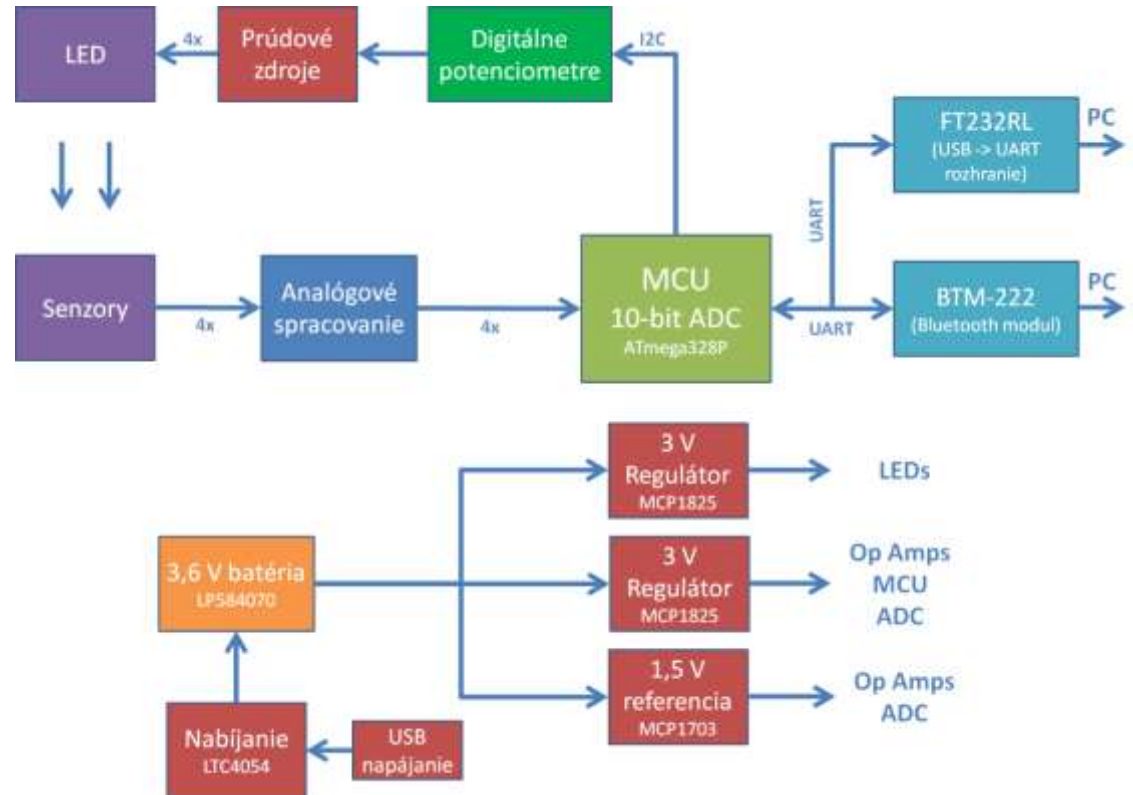 LED
4x
Prúdové
zdroje
Digitálne
potenciometre
I2C
FT232RL
(USB -> UART
rozhranie)
PC
UART
Senzory
4x
Analógové
spracovanie
4x
MCU
10-bit ADC
ATmega328P
UART
BTM-222
(Bluetooth modul)
PC
3 V
Regulátor
MCP1825
LEDs
3,6 V batéria
LP584070
3 V
Regulátor
MCP1825
Op Amps
MCU
ADC
1,5 V
referencia
MCP1703
Op Amps
ADC
Nabíjanie
LTC4054
USB
napájanie